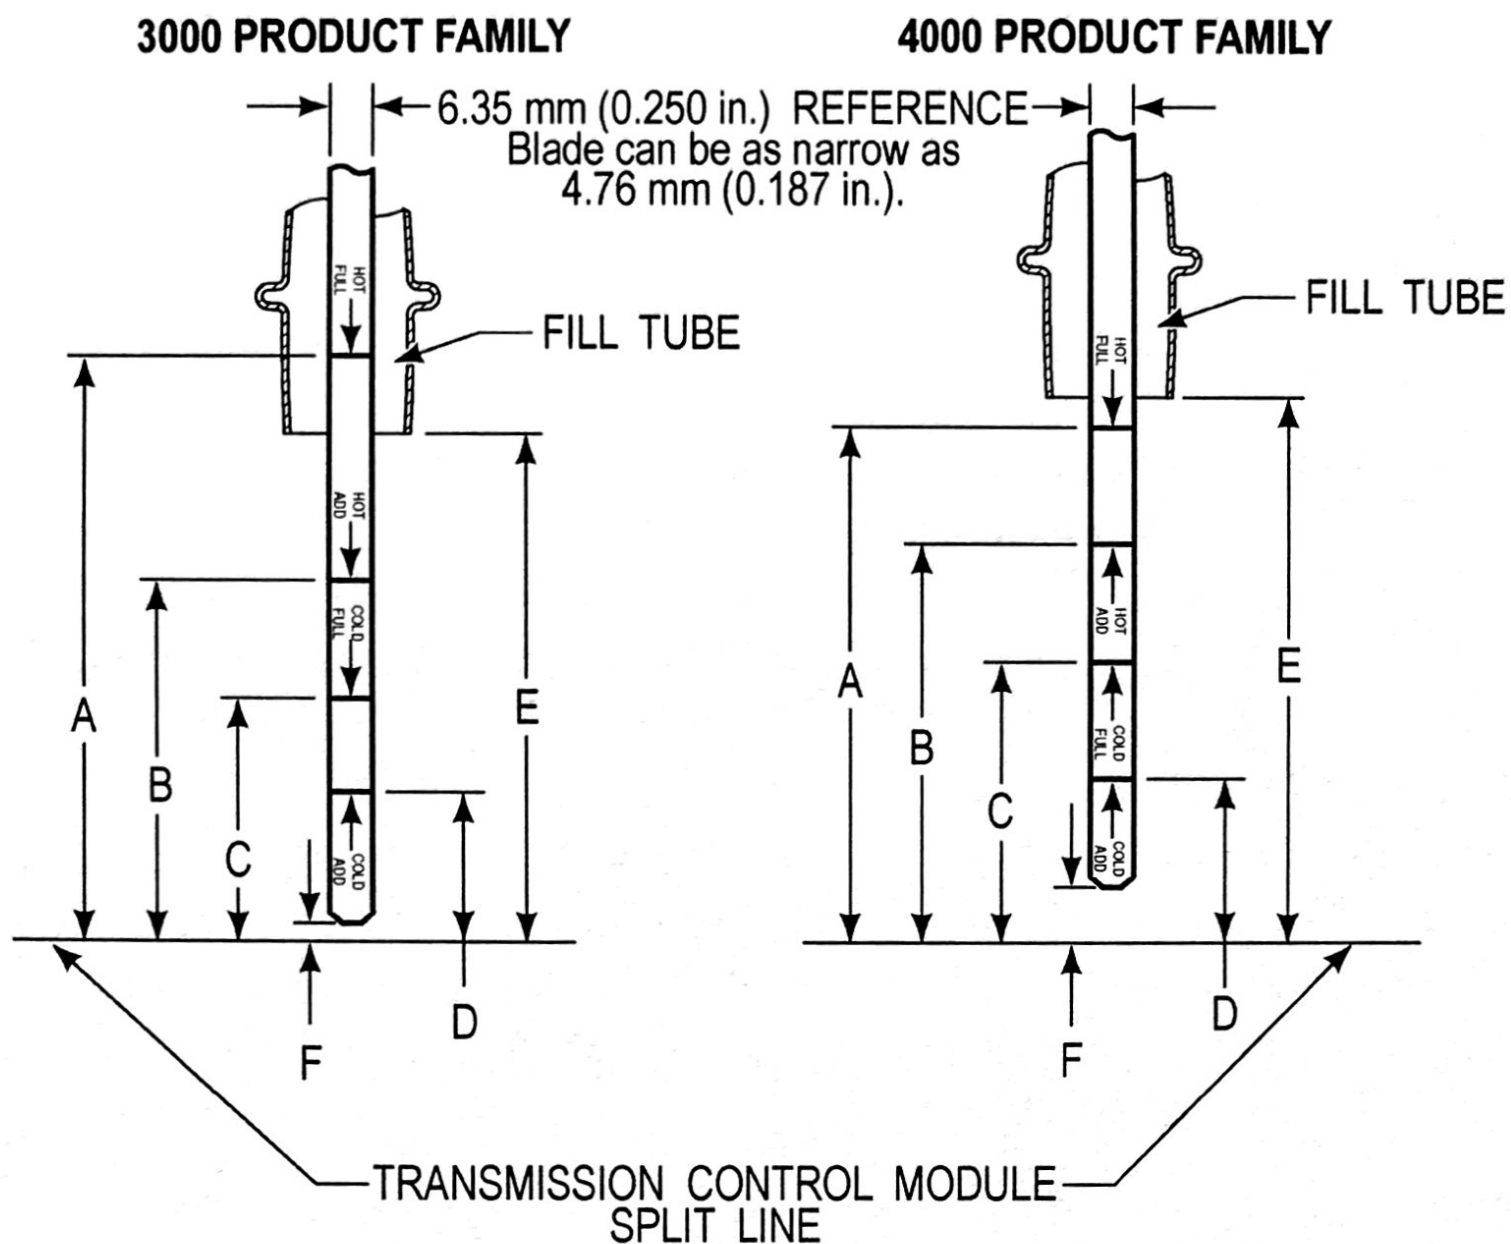 3000 PRODUCT FAMILY
4000 PRODUCT FAMILY
6.35 mm (0.250 in.) REFERENCE
Blade can be as narrow as
4.76 mm (0.187 in.).
HOT
FULL
FILL TUBE
HOT
ADD
COLD
FULL
COLD
ADD
A
B
C
D
E
F
HOT
FULL
FILL TUBE
HOT
ADD
COLD
FULL
COLD
ADD
A
B
C
D
E
F
TRANSMISSION CONTROL MODULE
SPLIT LINE